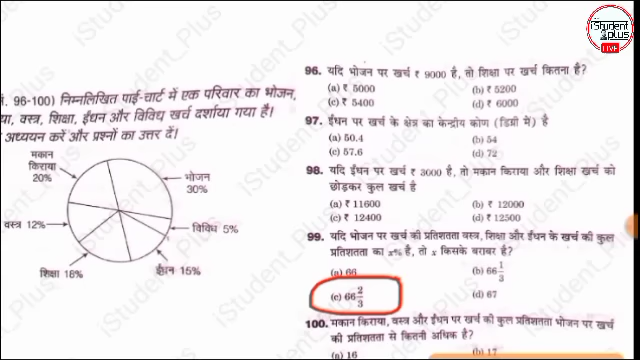 iStudent
plus
LIVE
नं. 96-100) निम्नलिखित पाई-चार्ट में एक परिवार का भोजन,
वस्त्र, शिक्षा, ईंधन और विविध खर्च दर्शाया गया है।
अध्ययन करें और प्रश्नों का उत्तर दें।
मकान
किराया
20%
भोजन
30%
वस्त्र 12%
विविध 5%
शिक्षा 18%
ईंधन 15%
96. यदि भोजन पर खर्च ₹ 9000 है, तो शिक्षा पर खर्च कितना है?
(a) ₹ 5000 (b) ₹ 5200
(c) ₹ 5400 (d) ₹ 6000
97. ईंधन पर खर्च के क्षेत्र का केन्द्रीय कोण (डिग्री में) है
(a) 50.4 (b) 54
(c) 57.6 (d) 72
98. यदि ईंधन पर खर्च ₹ 3000 है, तो मकान किराया और शिक्षा खर्च को
छोड़कर कुल खर्च है
(a) ₹ 11600 (b) ₹ 12000
(c) ₹ 12400 (d) ₹ 12500
99. यदि भोजन पर खर्च की प्रतिशतता वस्त्र, शिक्षा और ईंधन के खर्च की कुल
प्रतिशतता का x% है, तो x किसके बराबर है?
(a) 66 (b) 66 1/3
(c) 66 2/3 (d) 67
100. मकान किराया, वस्त्र और ईंधन पर खर्च की कुल प्रतिशतता भोजन पर खर्च
की प्रतिशतता से कितनी अधिक है?
(a) 16 (b) 17